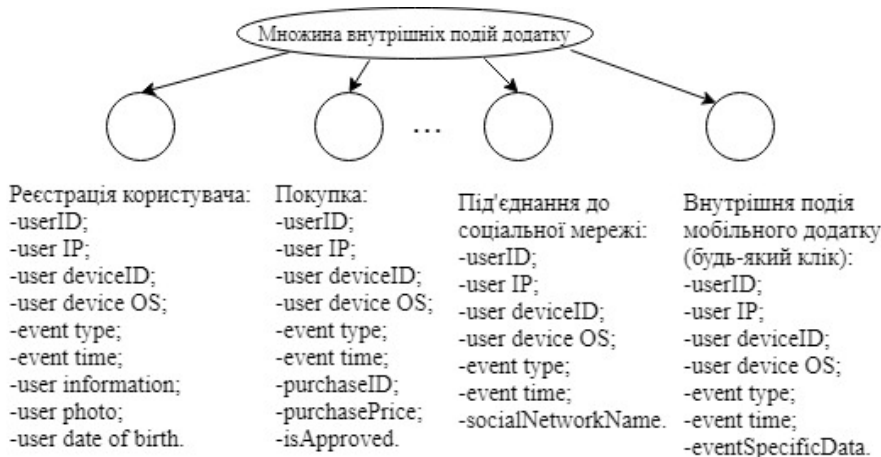 Множина внутрішніх подій додатку
...
Реєстрація користувача:
-userID;
-user IP;
-user deviceID;
-user device OS;
-event type;
-event time;
-user information;
-user photo;
-user date of birth.
Покупка:
-userID;
-user IP;
-user deviceID;
-user device OS;
-event type;
-event time;
-purchaseID;
-purchasePrice;
-isApproved.
Під'єднання до
соціальної мережі:
-userID;
-user IP;
-user deviceID;
-user device OS;
-event type;
-event time;
-socialNetworkName.
Внутрішня подія
мобільного додатку
(будь-який клік):
-userID;
-user IP;
-user deviceID;
-user device OS;
-event type;
-event time;
-eventSpecificData.